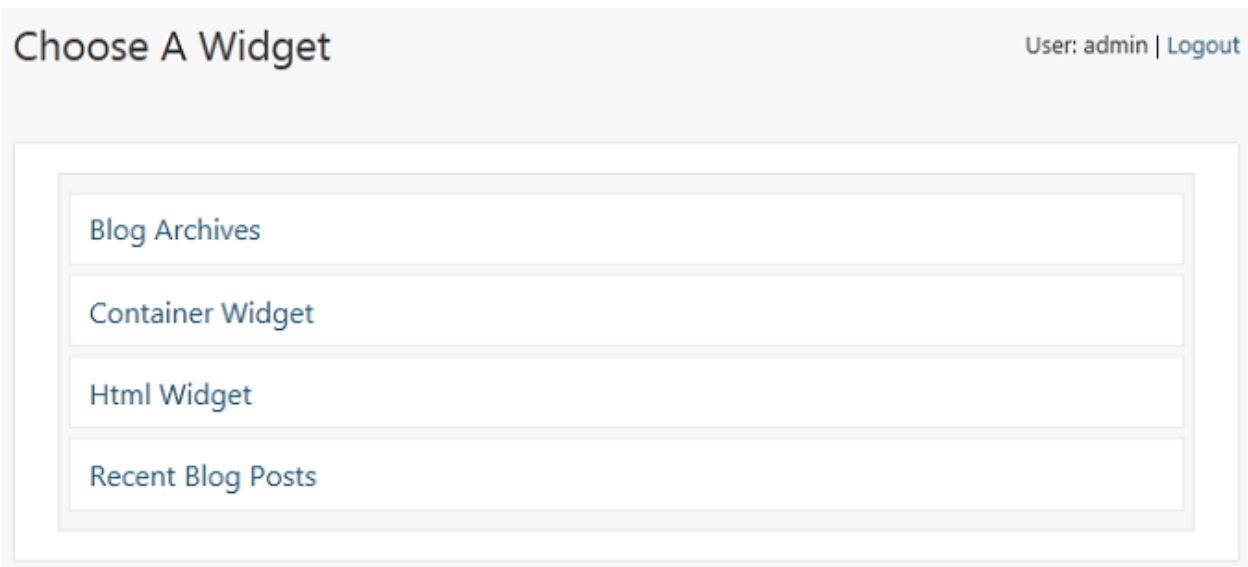 Choose A Widget
User: admin | Logout
Blog Archives
Container Widget
Html Widget
Recent Blog Posts